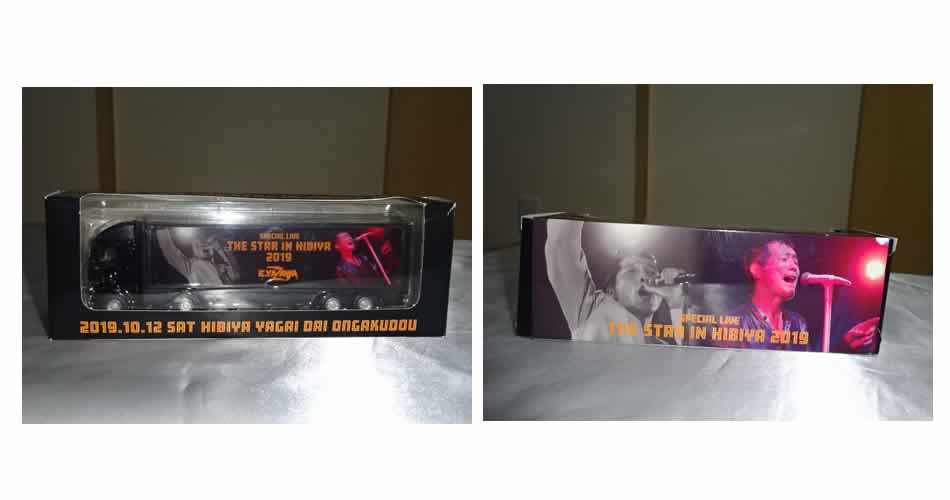 SPECIAL LIVE
THE STAR IN HIBIYA
2019
E.YAZAWA
2019.10.12 SAT HIBIYA YAGAI DAI ONGAKUDOU
SPECIAL LIVE
THE STAR IN HIBIYA 2019